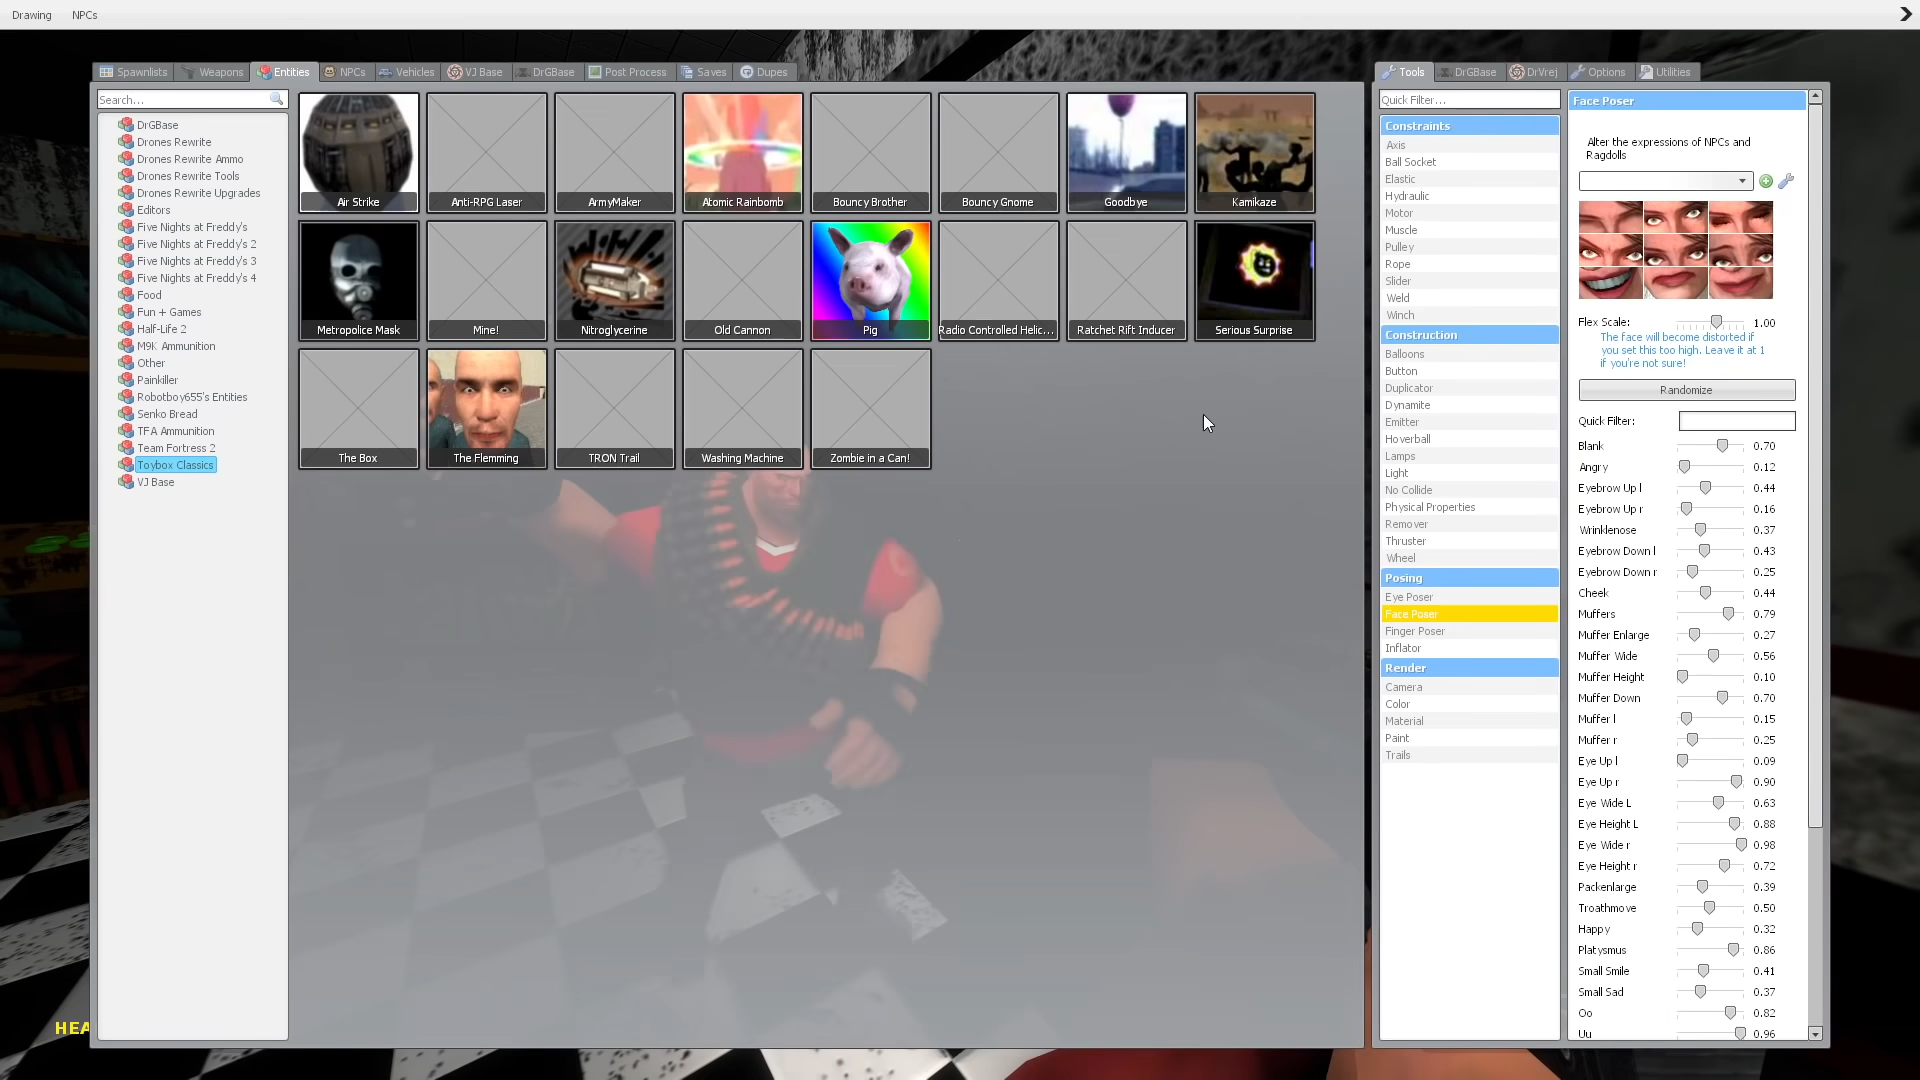 Drawing NPCs
Spawnlists Weapons Entities NPCs Vehicles VJ Base DrGBase Post Process Saves Dupes
Search...
DrGBase
Drones Rewrite
Drones Rewrite Ammo
Drones Rewrite Tools
Drones Rewrite Upgrades
Editors
Five Nights at Freddy's
Five Nights at Freddy's 2
Five Nights at Freddy's 3
Five Nights at Freddy's 4
Food
Fun + Games
Half-Life 2
M9K Ammunition
Other
Painkiller
Robotboy655's Entities
Senko Bread
TFA Ammunition
Team Fortress 2
Toybox Classics
VJ Base
Air Strike Anti-RPG Laser ArmyMaker Atomic Rainbomb Bouncy Brother Bouncy Gnome Goodbye Kamikaze
Metropolice Mask Mine! Nitroglycerine Old Cannon Pig Radio Controlled Helic... Ratchet Rift Inducer Serious Surprise
The Box The Flemming TRON Trail Washing Machine Zombie in a Can!
HEA
Tools DrGBase DrVrej Options Utilities
Quick Filter...
Constraints
Axis
Ball Socket
Elastic
Hydraulic
Motor
Muscle
Pulley
Rope
Slider
Weld
Winch
Construction
Balloons
Button
Duplicator
Dynamite
Emitter
Hoverball
Lamps
Light
No Collide
Physical Properties
Remover
Thruster
Wheel
Posing
Eye Poser
Face Poser
Finger Poser
Inflator
Render
Camera
Color
Material
Paint
Trails
Face Poser
Alter the expressions of NPCs and
Ragdolls
Flex Scale: 1.00
The face will become distorted if
you set this too high. Leave it at 1
if you're not sure!
Randomize
Quick Filter:
Blank 0.70
Angry 0.12
Eyebrow Up l 0.44
Eyebrow Up r 0.16
Wrinklenose 0.37
Eyebrow Down l 0.43
Eyebrow Down r 0.25
Cheek 0.44
Muffers 0.79
Muffer Enlarge 0.27
Muffer Wide 0.56
Muffer Height 0.10
Muffer Down 0.70
Muffer l 0.15
Muffer r 0.25
Eye Up l 0.09
Eye Up r 0.90
Eye Wide L 0.63
Eye Height L 0.88
Eye Wide r 0.98
Eye Height r 0.72
Packenlarge 0.39
Troathmove 0.50
Happy 0.32
Platysmus 0.86
Small Smile 0.41
Small Sad 0.37
Oo 0.82
Uu 0.96